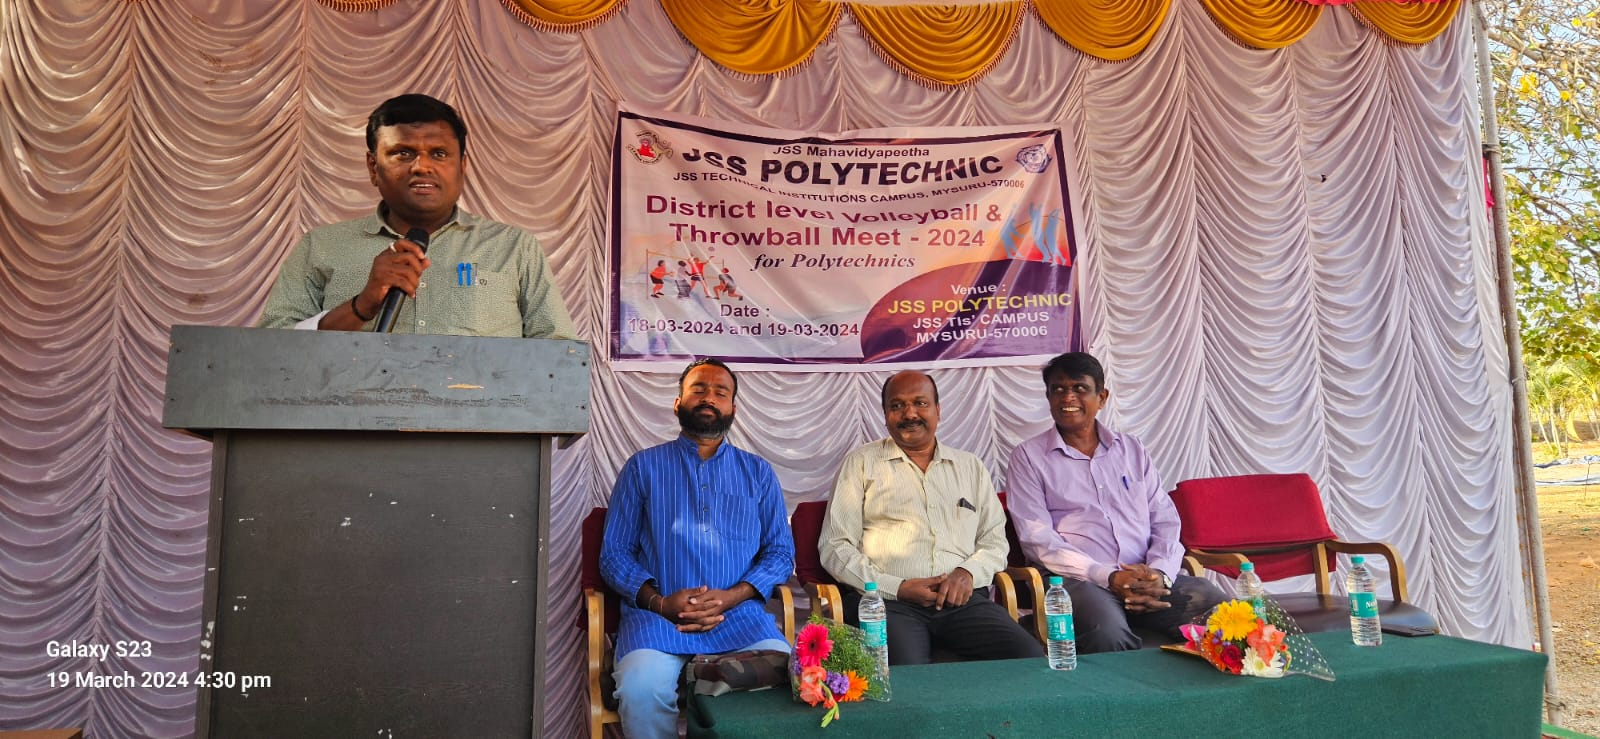 JSS Mahavidyapeetha
JSS POLYTECHNIC
JSS TECHNICAL INSTITUTIONS CAMPUS, MYSURU-570006
District level Volleyball &
Throwball Meet - 2024
for Polytechnics
Date :
18-03-2024 and 19-03-2024
Venue :
JSS POLYTECHNIC
JSS TIs' CAMPUS
MYSURU-570006
Galaxy S23
19 March 2024 4:30 pm